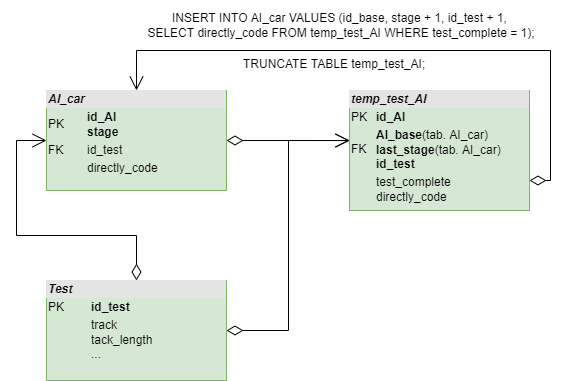 INSERT INTO AI_car VALUES (id_base, stage + 1, id_test + 1,
SELECT directly_code FROM temp_test_AI WHERE test_complete = 1);
TRUNCATE TABLE temp_test_AI;
AI_car
PK id_AI
stage
FK id_test
directly_code
temp_test_AI
PK id_AI
AI_base(tab. AI_car)
FK last_stage(tab. AI_car)
id_test
test_complete
directly_code
Test
PK id_test
track
tack_length
...